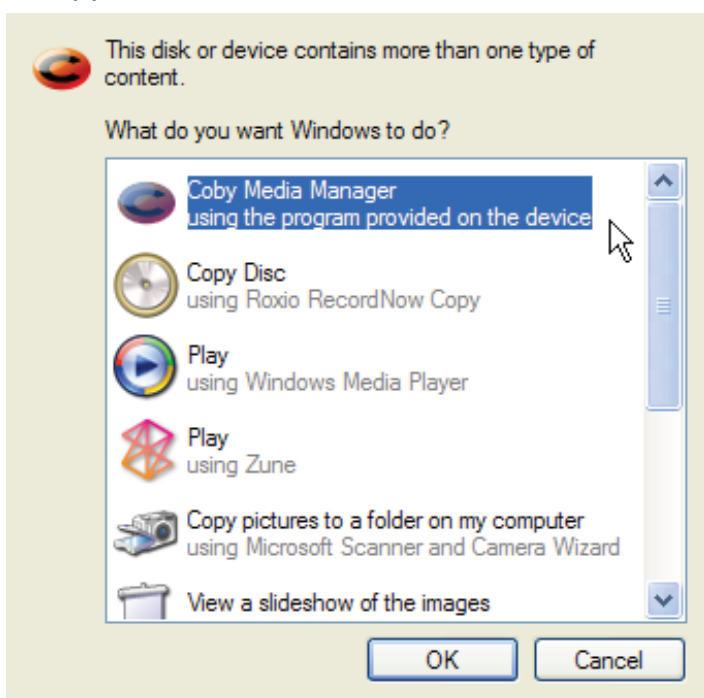 This disk or device contains more than one type of
content.
What do you want Windows to do?
Coby Media Manager
using the program provided on the device
Copy Disc
using Roxio RecordNow Copy
Play
using Windows Media Player
Play
using Zune
Copy pictures to a folder on my computer
using Microsoft Scanner and Camera Wizard
View a slideshow of the images
OK
Cancel